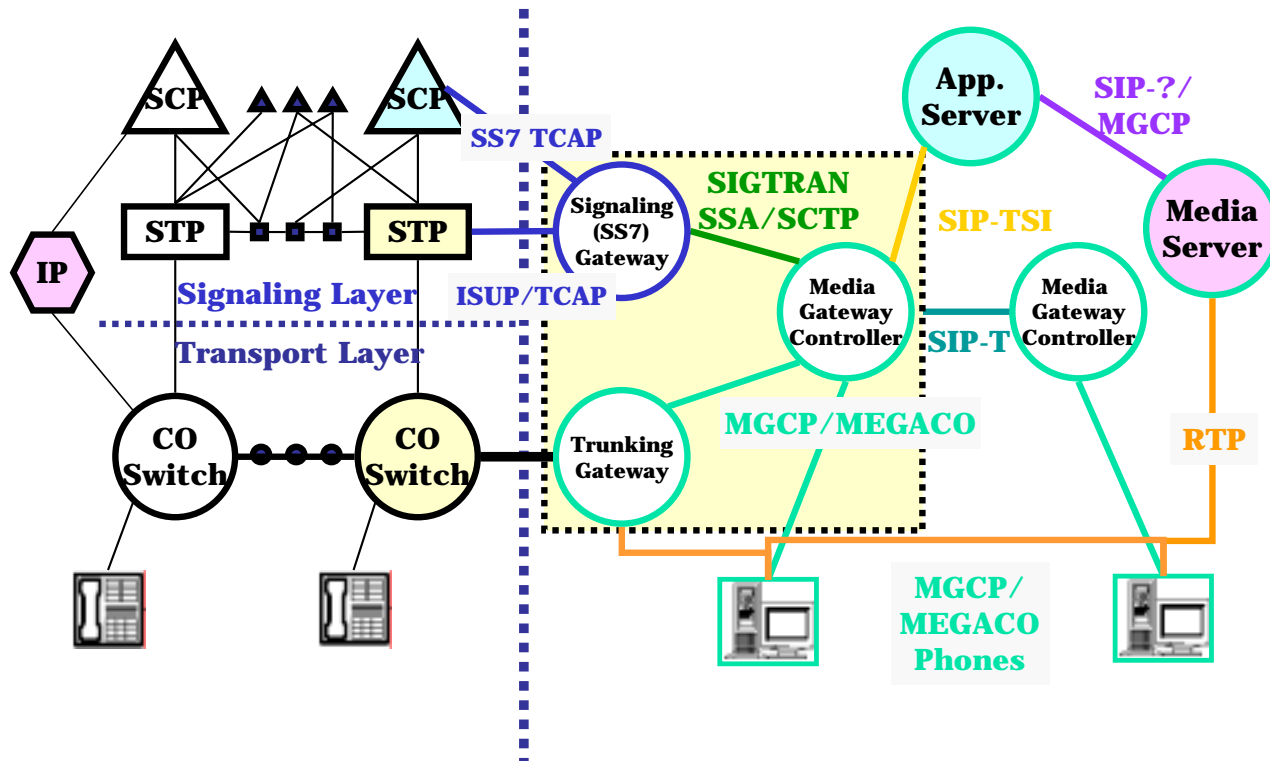 SCP
SCP
App.
Server
SIP-?/
MGCP
SS7 TCAP
SIGTRAN
SSA/SCTP
Signaling
(SS7)
Gateway
STP
STP
SIP-TSI
Media
Server
IP
Signaling Layer
ISUP/TCAP
Media
Gateway
Controller
Media
Gateway
Controller
SIP-T
Transport Layer
CO
Switch
CO
Switch
Trunking
Gateway
MGCP/MEGACO
RTP
MGCP/
MEGACO
Phones